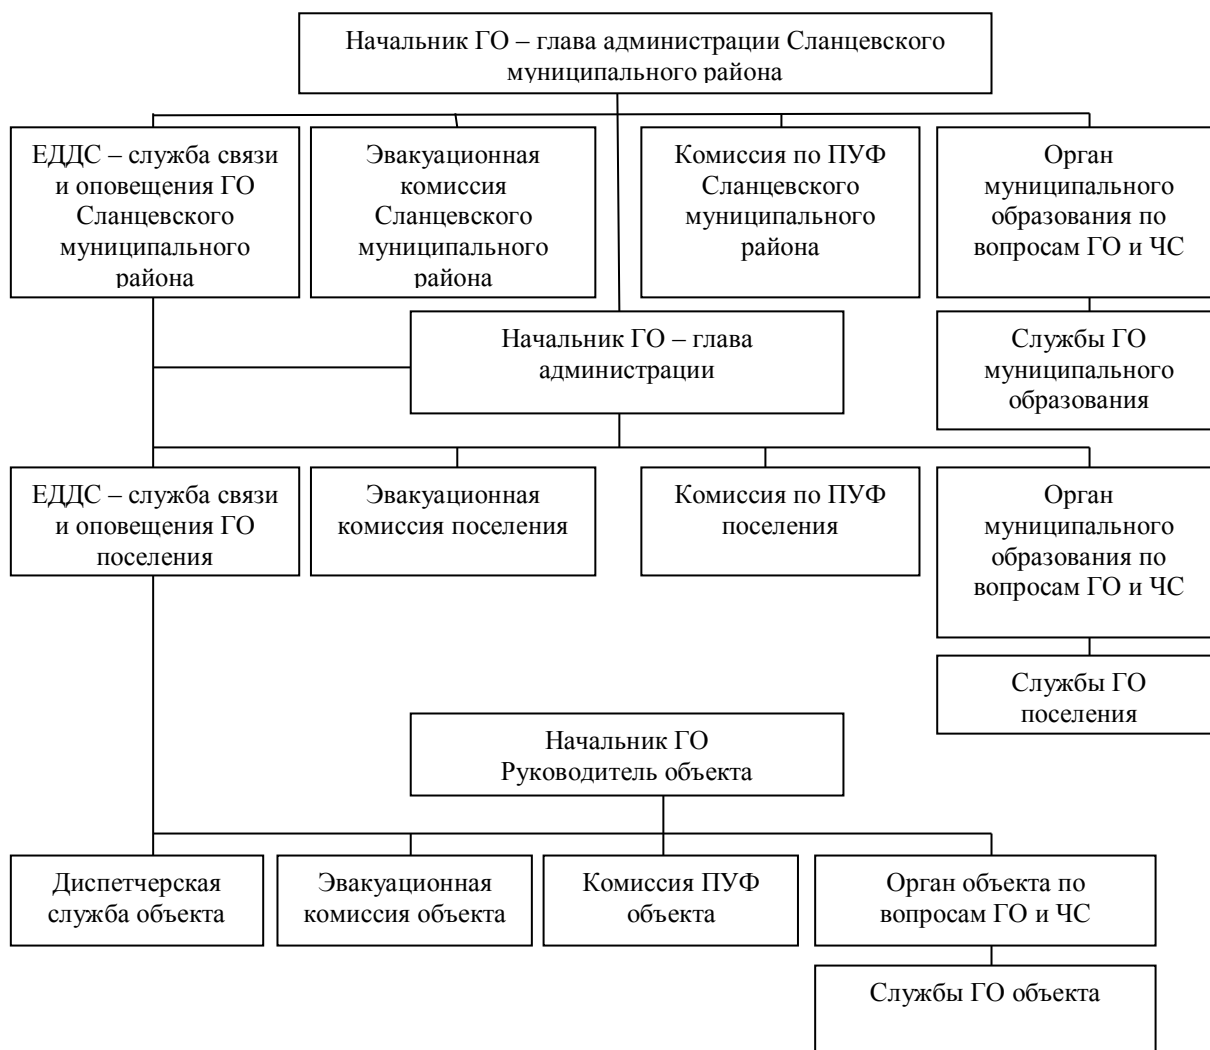 Начальник ГО – глава администрации Сланцевского
муниципального района
ЕДДС – служба связи
и оповещения ГО
Сланцевского
муниципального
района
Эвакуационная
комиссия
Сланцевского
муниципального
района
Комиссия по ПУФ
Сланцевского
муниципального
района
Орган
муниципального
образования по
вопросам ГО и ЧС
Начальник ГО – глава
администрации
Службы ГО
муниципального
образования
ЕДДС – служба связи
и оповещения ГО
поселения
Эвакуационная
комиссия поселения
Комиссия по ПУФ
поселения
Орган
муниципального
образования по
вопросам ГО и ЧС
Службы ГО
поселения
Начальник ГО
Руководитель объекта
Диспетчерская
служба объекта
Эвакуационная
комиссия объекта
Комиссия ПУФ
объекта
Орган объекта по
вопросам ГО и ЧС
Службы ГО объекта